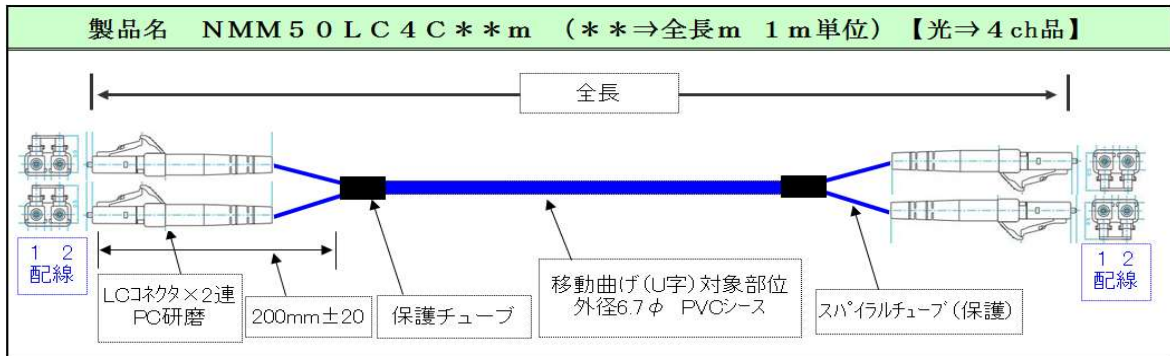 製品名　ＮＭＭ５０ＬＣ４Ｃ＊＊ｍ　（＊＊⇒全長ｍ　１ｍ単位）【光⇒４ch品】
全長
１ ２
配線
LCコネクタ×２連
PC研磨
200mm±20
保護チューブ
移動曲げ(U字)対象部位
外径6.7φ　PVCシース
スパイラルチューブ(保護)
１ ２
配線